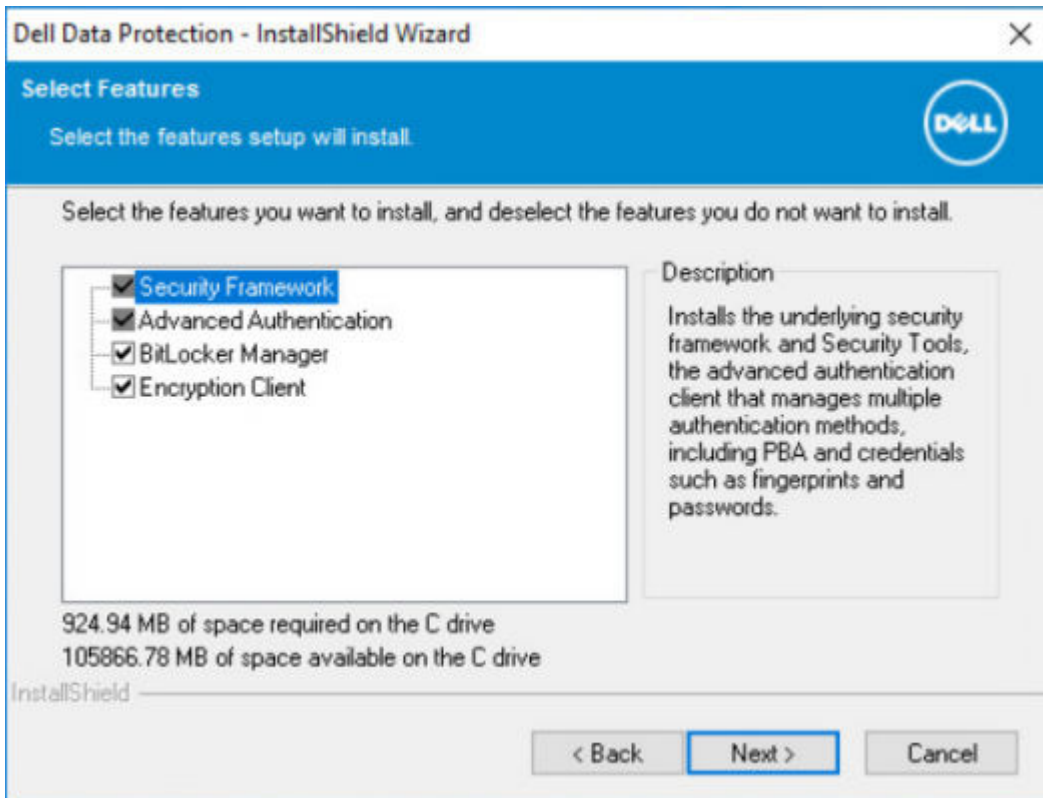 Dell Data Protection - InstallShield Wizard
Select Features
Select the features setup will install.
DELL
Select the features you want to install, and deselect the features you do not want to install.
Security Framework
Advanced Authentication
BitLocker Manager
Encryption Client
Description
Installs the underlying security
framework and Security Tools,
the advanced authentication
client that manages multiple
authentication methods,
including PBA and credentials
such as fingerprints and
passwords.
924.94 MB of space required on the C drive
105866.78 MB of space available on the C drive
InstallShield
< Back
Next >
Cancel